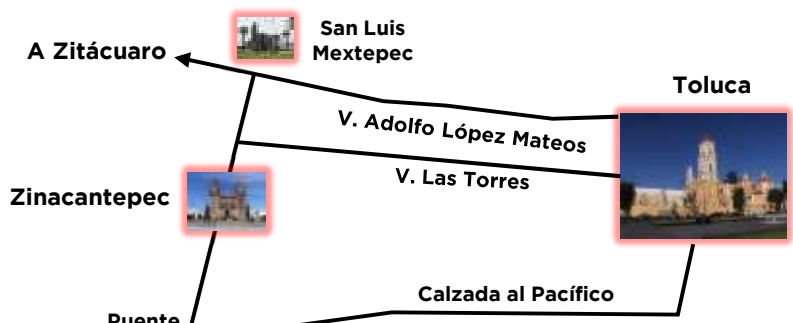 San Luis
Mextepec
A Zitácuaro
Toluca
V. Adolfo López Mateos
V. Las Torres
Zinacantepec
Calzada al Pacífico
Puente